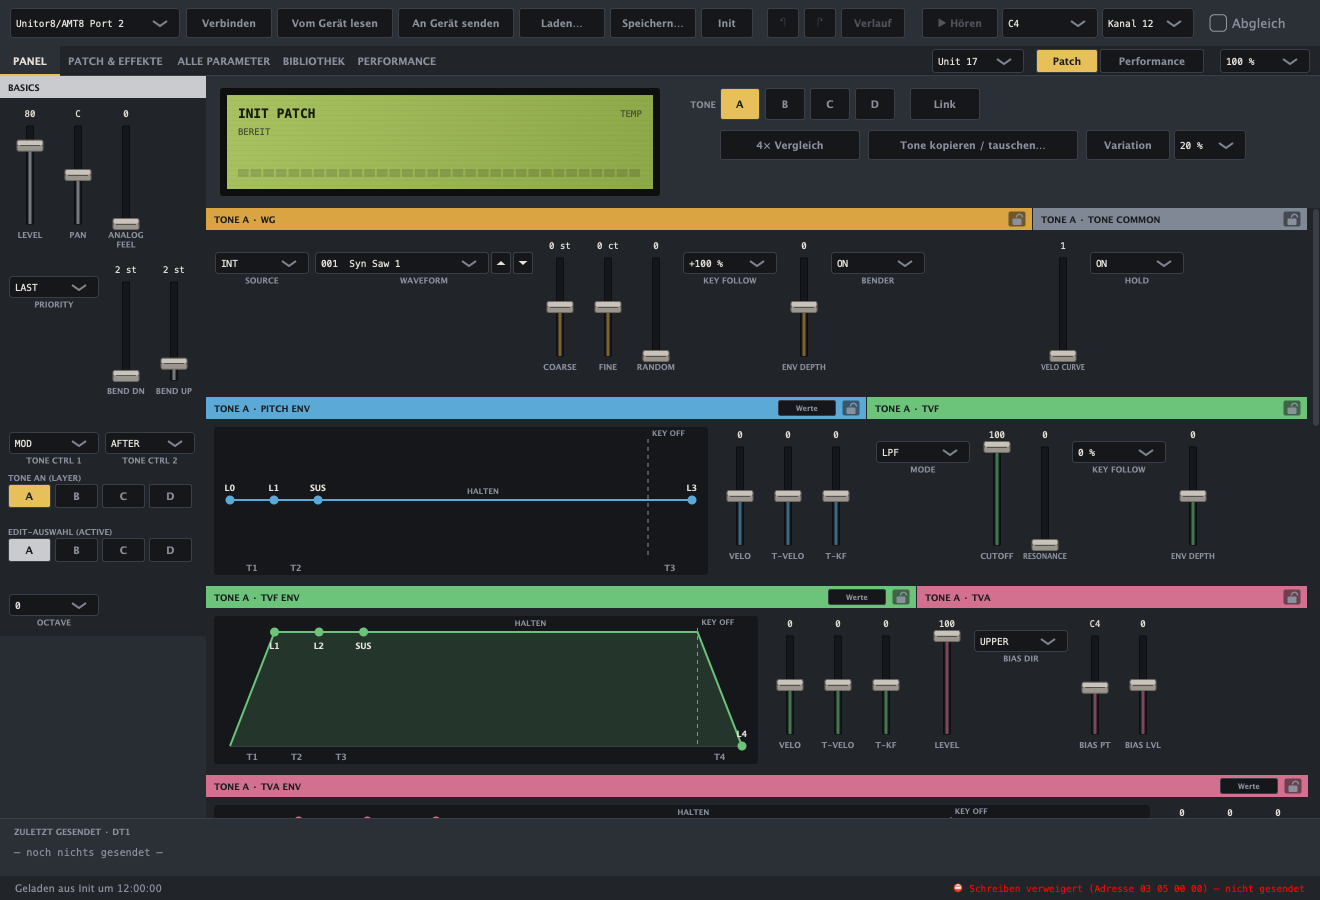 Unitor8/AMT8 Port 2 Verbinden Vom Gerät lesen An Gerät senden Laden... Speichern... Init Verlauf ▶ Hören C4 Kanal 12 Abgleich
PANEL PATCH & EFFEKTE ALLE PARAMETER BIBLIOTHEK PERFORMANCE Unit 17 Patch Performance 100 %
BASICS
80 C 0
LEVEL PAN ANALOG FEEL
2 st 2 st
LAST
PRIORITY
BEND DN BEND UP
MOD AFTER
TONE CTRL 1 TONE CTRL 2
TONE AN (LAYER)
A B C D
EDIT-AUSWAHL (ACTIVE)
A B C D
0
OCTAVE
INIT PATCH TEMP
BEREIT
TONE A B C D Link
4× Vergleich Tone kopieren / tauschen... Variation 20 %
TONE A · WG TONE A · TONE COMMON
0 st 0 ct 0 0 1
INT 001 Syn Saw 1 +100 % ON ON
SOURCE WAVEFORM KEY FOLLOW BENDER HOLD
COARSE FINE RANDOM ENV DEPTH VELO CURVE
TONE A · PITCH ENV Werte TONE A · TVF
KEY OFF 0 0 0 100 0 0
LPF 0 %
MODE KEY FOLLOW
L0 L1 SUS HALTEN L3
VELO T-VELO T-KF CUTOFF RESONANCE ENV DEPTH
T1 T2 T3
TONE A · TVF ENV Werte TONE A · TVA
HALTEN KEY OFF 0 0 0 100 C4 0
L1 L2 SUS UPPER
BIAS DIR
L4
VELO T-VELO T-KF LEVEL BIAS PT BIAS LVL
T1 T2 T3 T4
TONE A · TVA ENV Werte
HALTEN KEY OFF 0 0 0
ZULETZT GESENDET · DT1
— noch nichts gesendet —
Geladen aus Init um 12:00:00 Schreiben verweigert (Adresse 03 05 00 00) — nicht gesendet